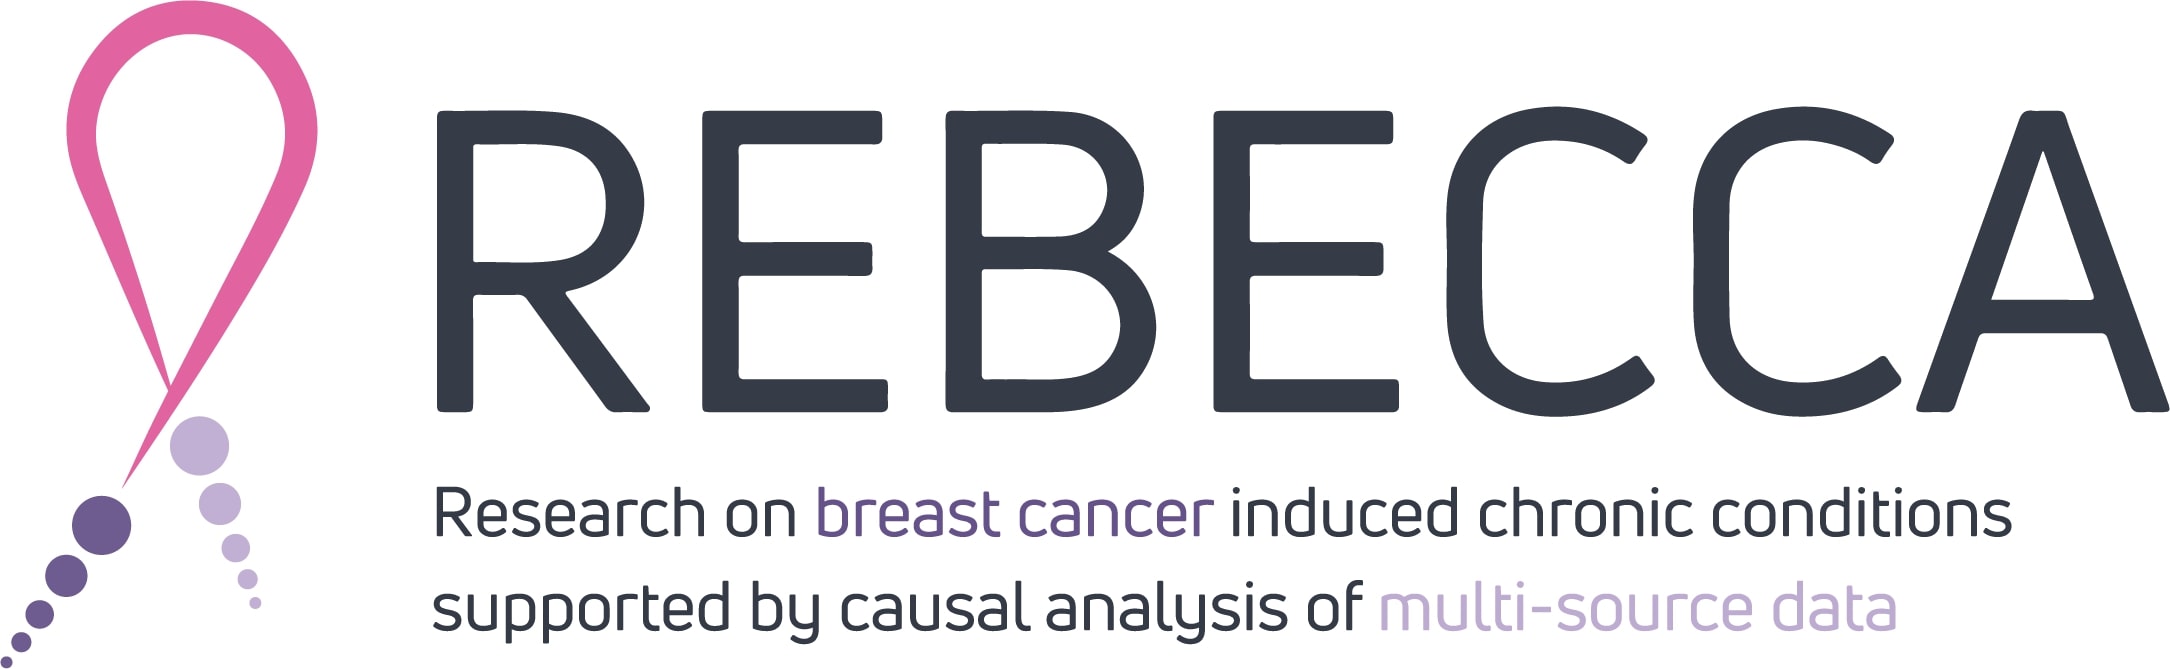 REBECCA
Research on breast cancer induced chronic conditions
supported by causal analysis of multi-source data